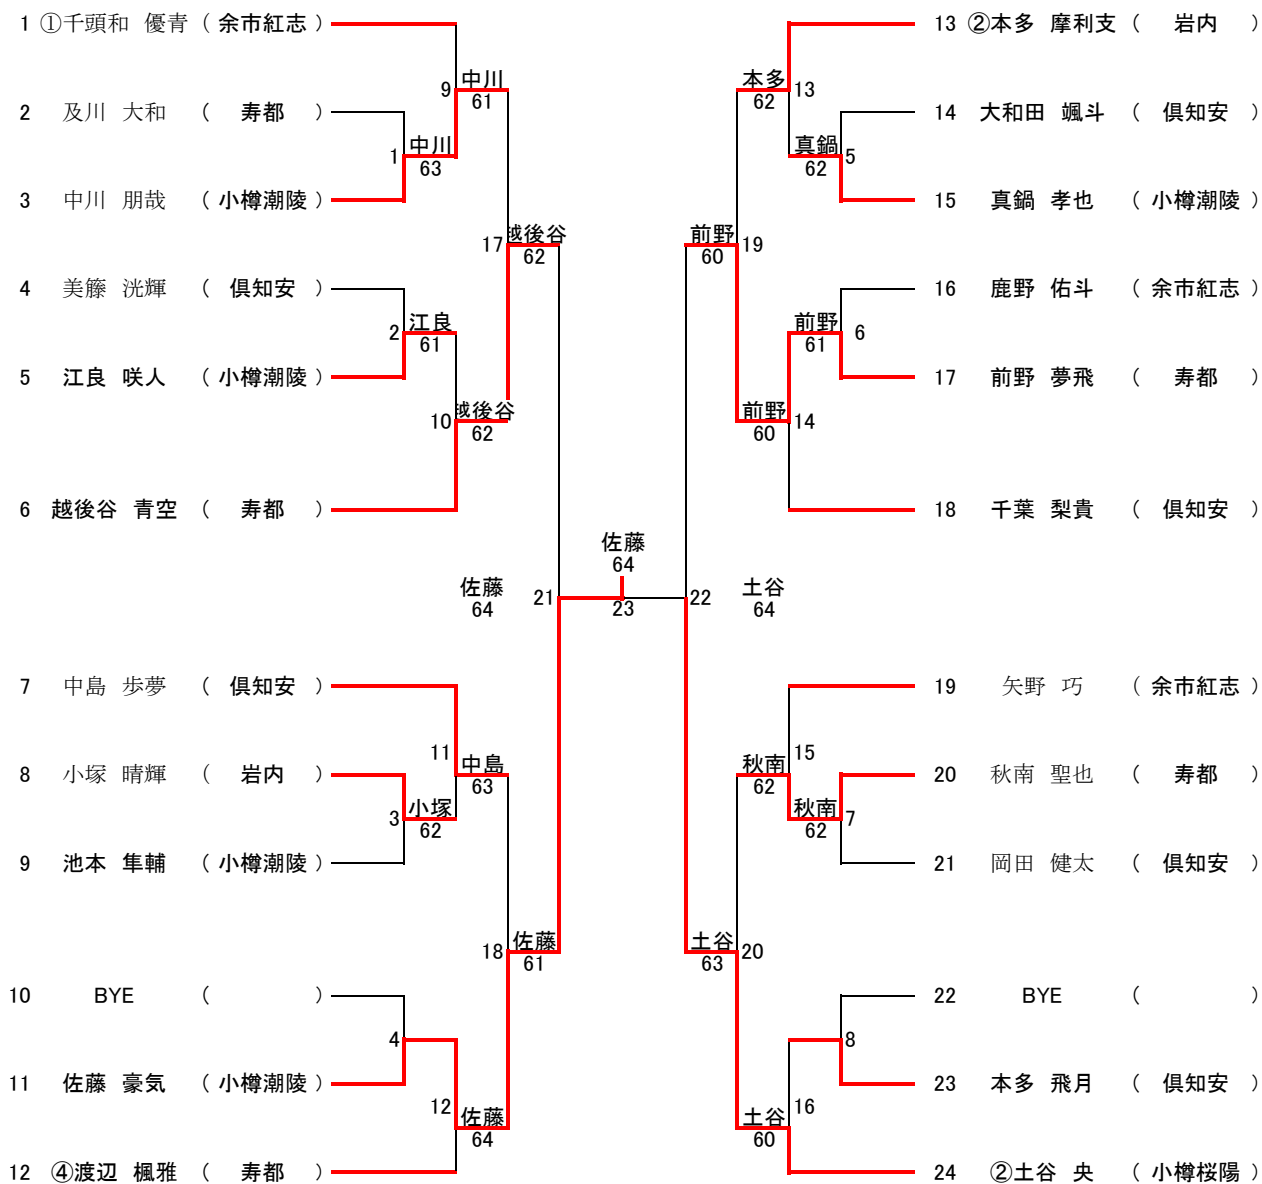 1 ①千頭和 優青 ( 余市紅志 )
9 中川
61
2 及川 大和 ( 寿都 )
1 中川
63
3 中川 朋哉 ( 小樽潮陵 )
17 越後谷
62
4 美籐 洸輝 ( 倶知安 )
2 江良
61
5 江良 咲人 ( 小樽潮陵 )
10 越後谷
62
6 越後谷 青空 ( 寿都 )
佐藤
64
21
佐藤
64
23
7 中島 歩夢 ( 倶知安 )
11 中島
63
8 小塚 晴輝 ( 岩内 )
3 小塚
62
9 池本 隼輔 ( 小樽潮陵 )
18 佐藤
61
10 BYE ( )
4
11 佐藤 豪気 ( 小樽潮陵 )
12 佐藤
64
12 ④渡辺 楓雅 ( 寿都 )
13 ②本多 摩利支 ( 岩内 )
本多 13
62
14 大和田 颯斗 ( 倶知安 )
真鍋 5
62
15 真鍋 孝也 ( 小樽潮陵 )
前野 19
60
16 鹿野 佑斗 ( 余市紅志 )
前野 6
61
17 前野 夢飛 ( 寿都 )
前野 14
60
18 千葉 梨貴 ( 倶知安 )
22
土谷
64
19 矢野 巧 ( 余市紅志 )
15
秋南
62
20 秋南 聖也 ( 寿都 )
秋南 7
62
21 岡田 健太 ( 倶知安 )
土谷 20
63
22 BYE ( )
8
23 本多 飛月 ( 倶知安 )
16
土谷
60
24 ②土谷 央 ( 小樽桜陽 )